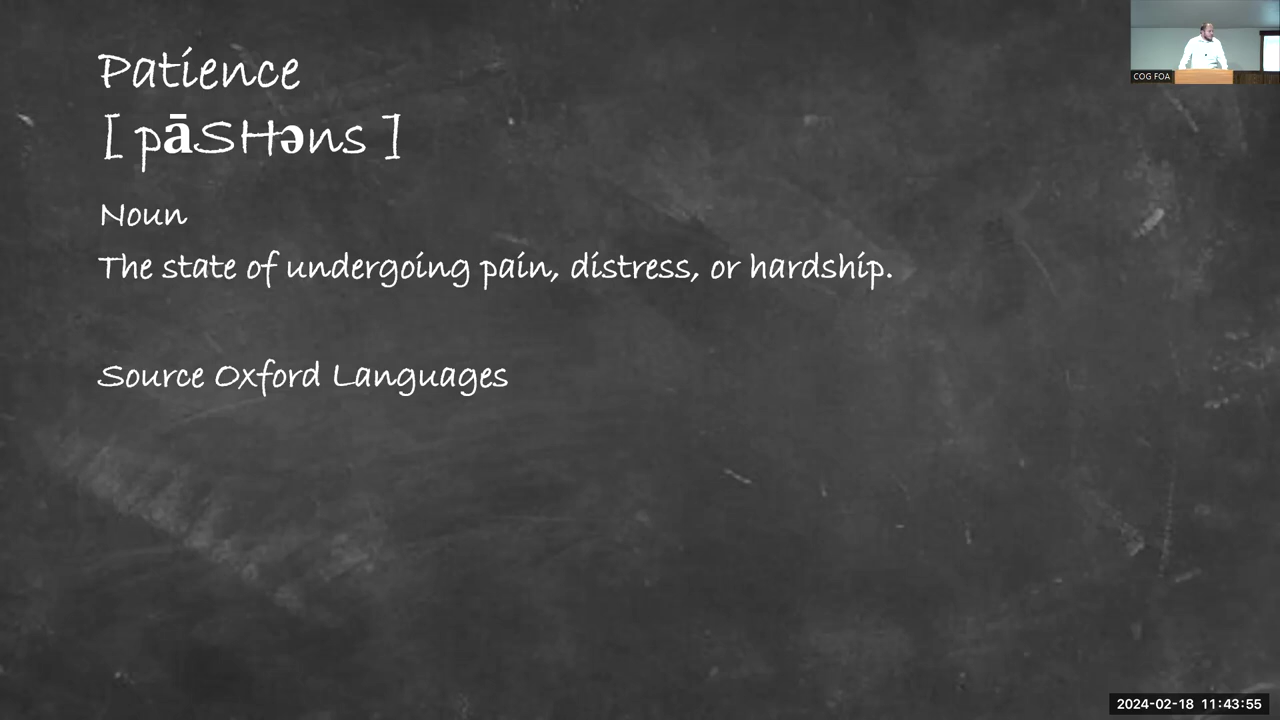 Patience
[ pāSHəns ]
Noun
The state of undergoing pain, distress, or hardship.
Source Oxford Languages
COG FOA
2024-02-18 11:43:55